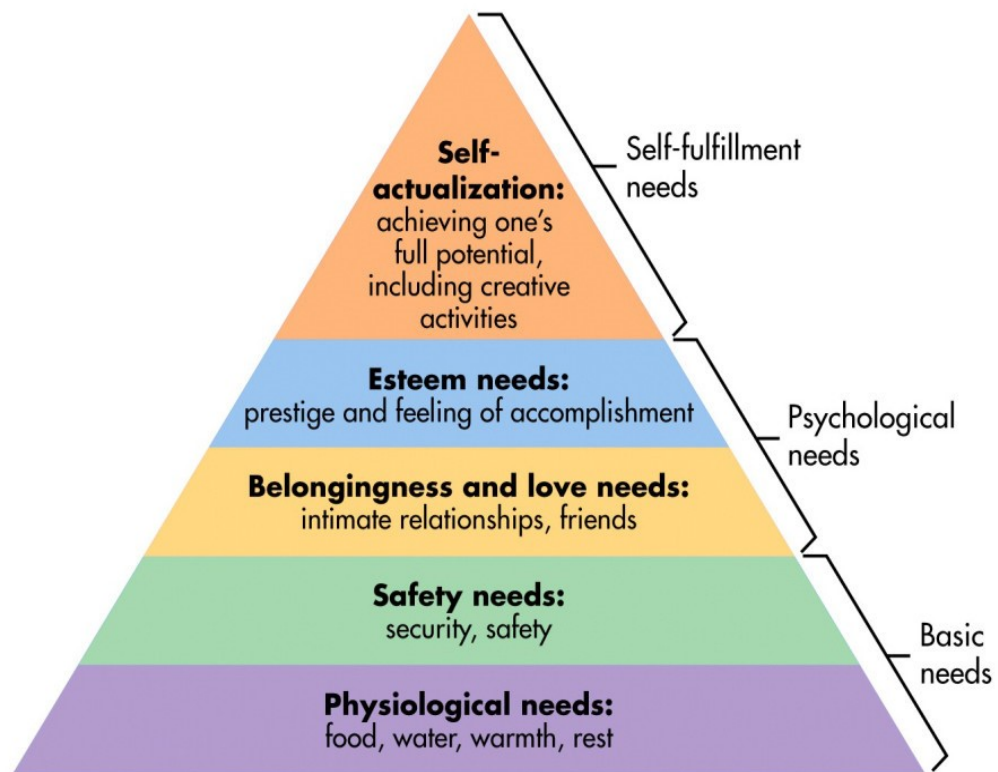 Self-
actualization:
achieving one's
full potential,
including creative
activities
Self-fulfillment
needs
Esteem needs:
prestige and feeling of accomplishment
Belongingness and love needs:
intimate relationships, friends
Psychological
needs
Safety needs:
security, safety
Physiological needs:
food, water, warmth, rest
Basic
needs